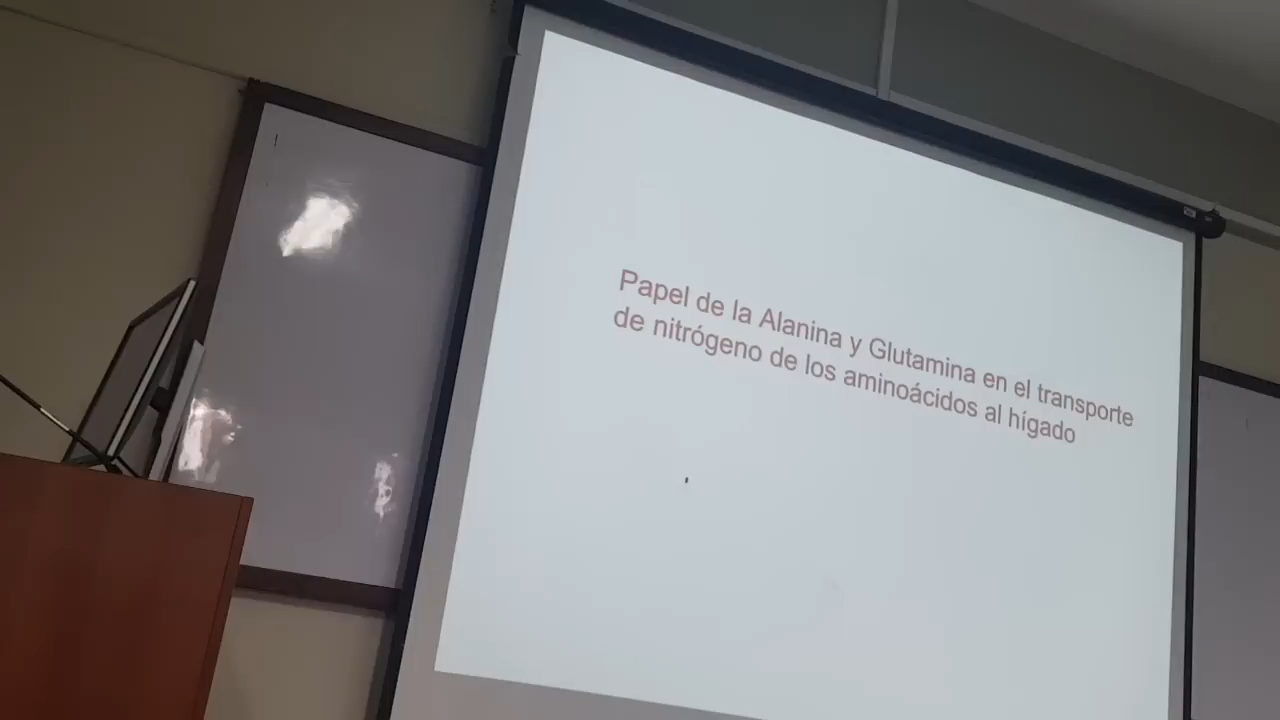 Papel de la Alanina y Glutamina en el transporte
de nitrógeno de los aminoácidos al hígado